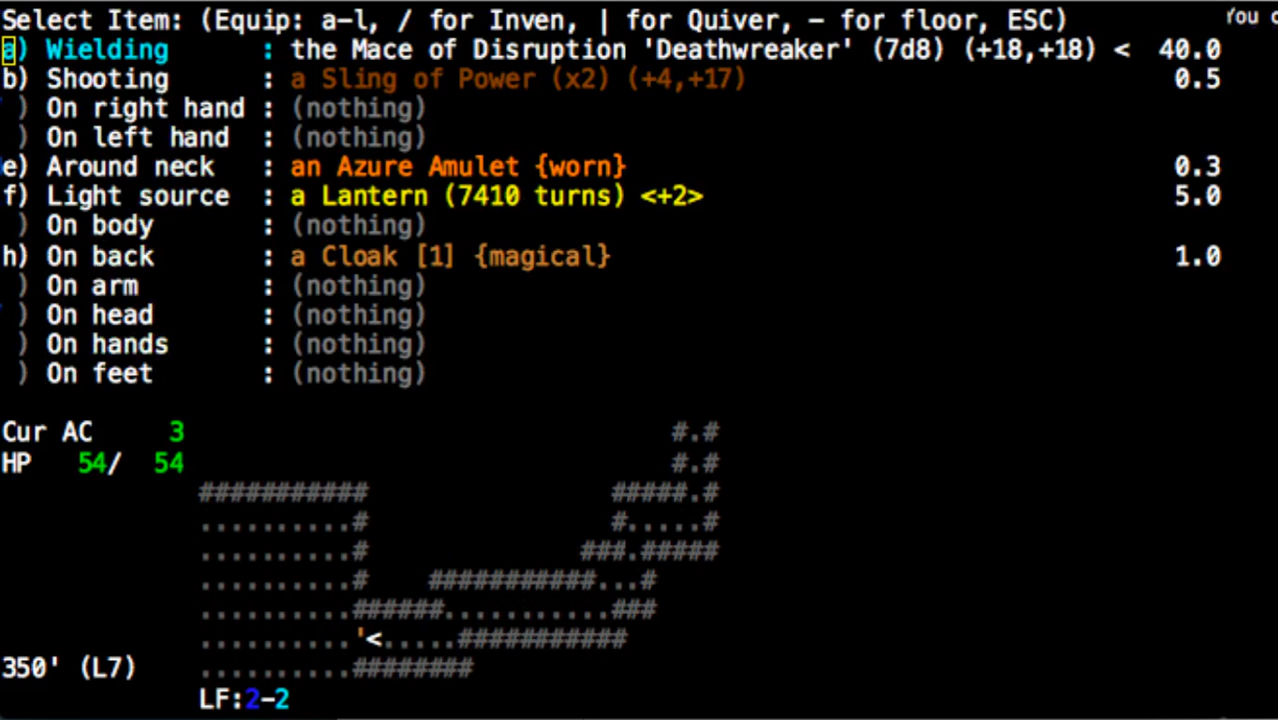 Select Item: (Equip: a-l, / for Inven, | for Quiver, - for floor, ESC) You
a) Wielding : the Mace of Disruption 'Deathwreaker' (7d8) (+18,+18) < 40.0
b) Shooting : a Sling of Power (x2) (+4,+17) 0.5
) On right hand : (nothing)
) On left hand : (nothing)
e) Around neck : an Azure Amulet {worn} 0.3
f) Light source : a Lantern (7410 turns) <+2> 5.0
) On body : (nothing)
h) On back : a Cloak [1] {magical} 1.0
) On arm : (nothing)
) On head : (nothing)
) On hands : (nothing)
) On feet : (nothing)
Cur AC 3 #.#
HP 54/ 54 #.#
########### #####.#
..........# #.....#
..........# ###.#####
..........# ###########...#
..........######...........###
..........'<.....###########
350' (L7) ..........########
LF:2-2